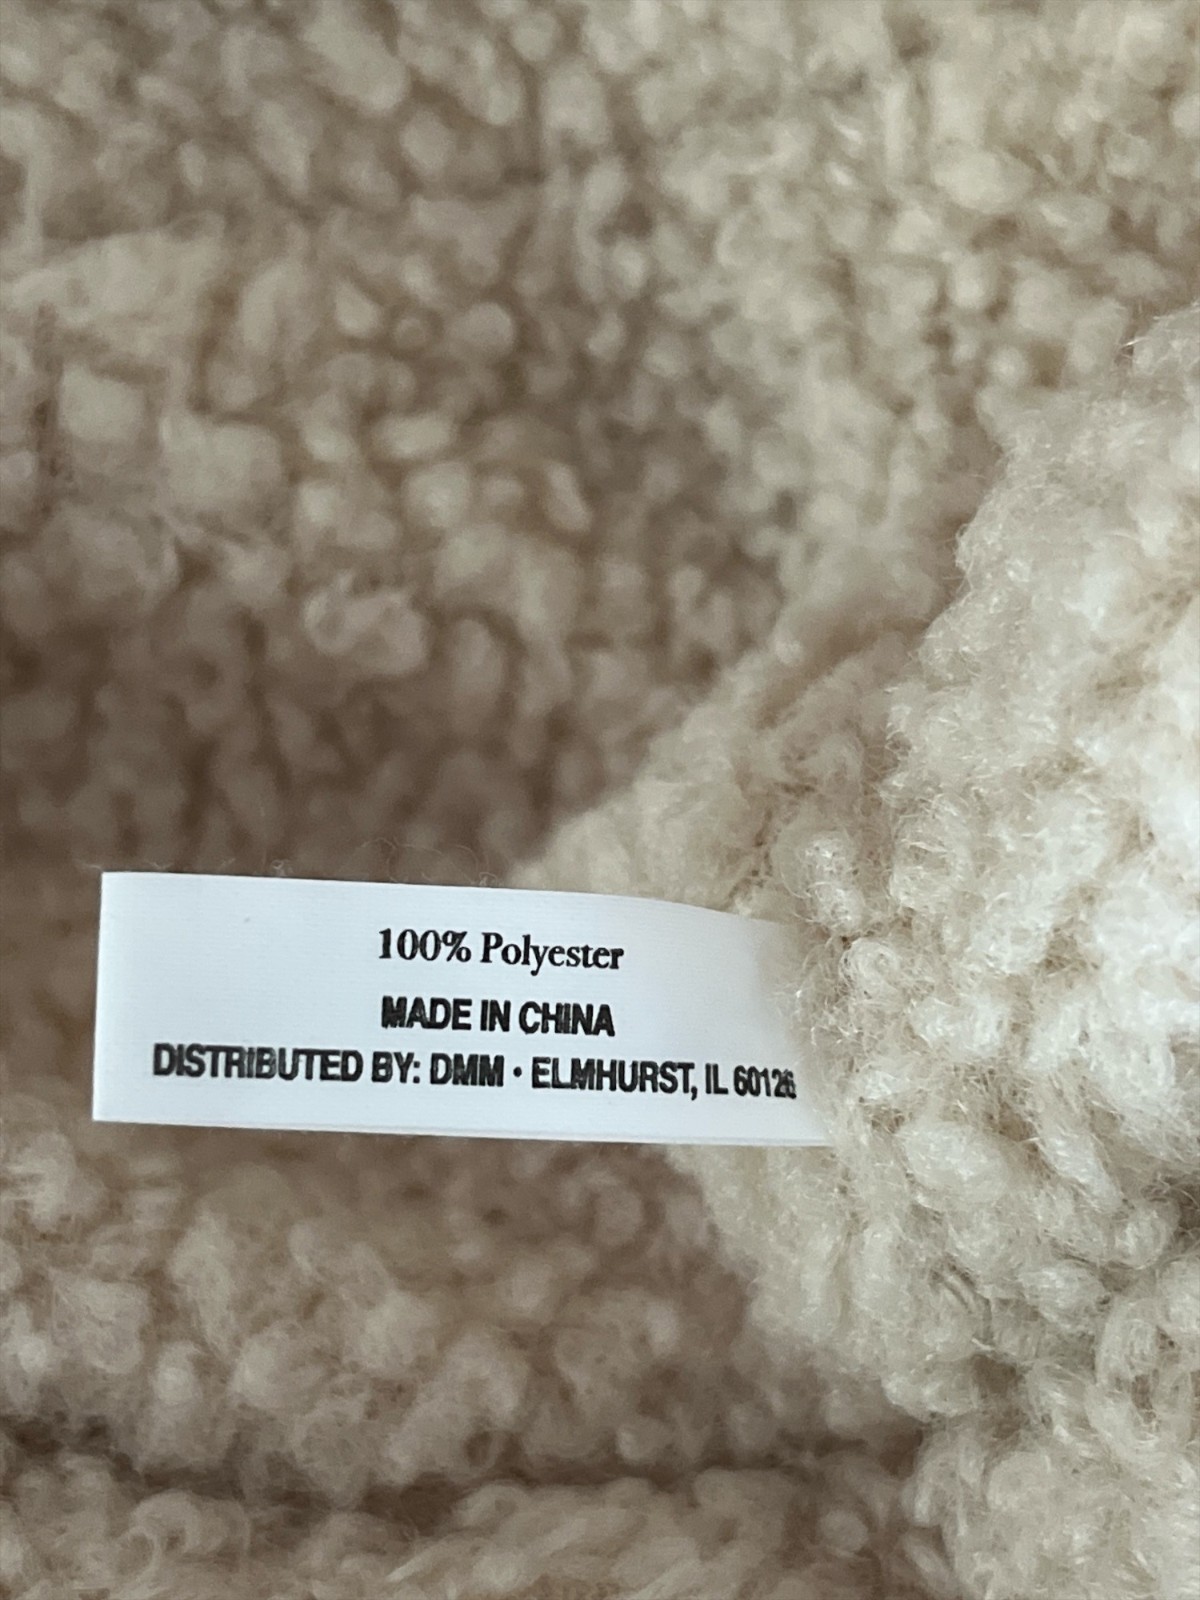 100% Polyester
MADE IN CHINA
DISTRIBUTED BY: DMM • ELMHURST, IL 60126